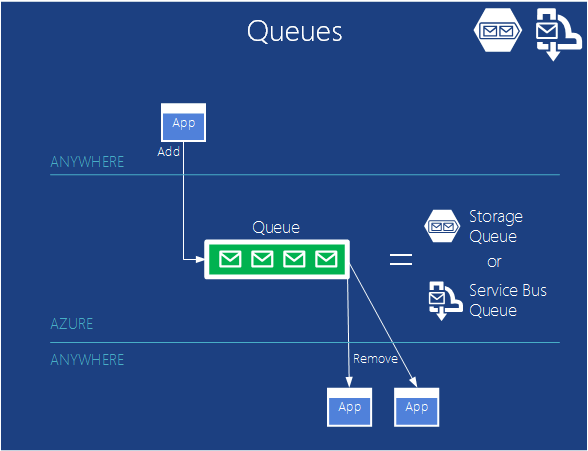 Queues
App
Add
ANYWHERE
Queue
Storage
Queue
or
Service Bus
Queue
AZURE
ANYWHERE
Remove
App
App